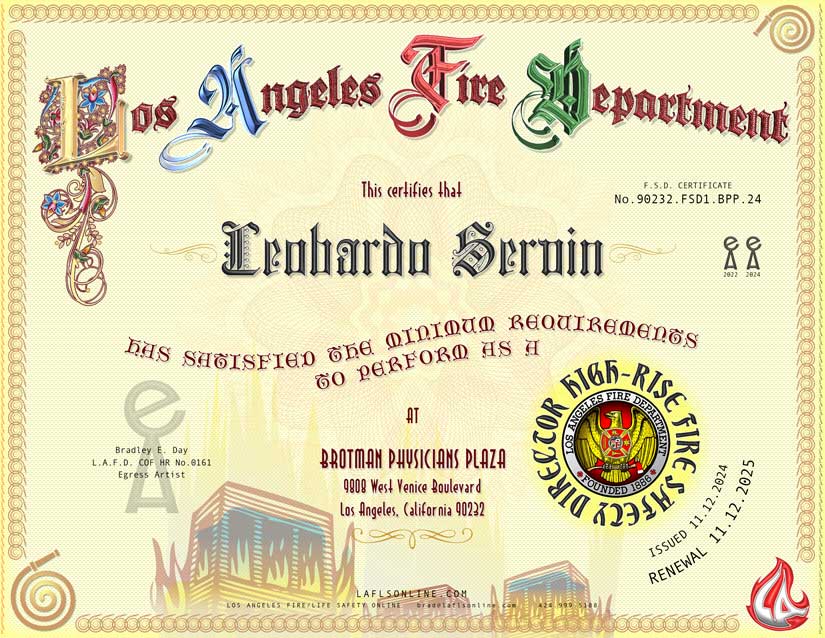 Los Angeles Fire Department
This certifies that
F.S.D. CERTIFICATE
No.90232.FSD1.BPP.24
Leobardo Servin
2022 2024
HAS SATISFIED THE MINIMUM REQUIREMENTS
TO PERFORM AS A
HIGH-RISE FIRE SAFETY DIRECTOR
LOS ANGELES FIRE DEPARTMENT
FOUNDED 1886
AT
Bradley E. Day
L.A.F.D. COF HR No.0161
Egress Artist
BROTMAN PHYSICIANS PLAZA
9808 West Venice Boulevard
Los Angeles, California 90232
ISSUED 11.12.2024
RENEWAL 11.12.2025
LAFLSONLINE.COM
LOS ANGELES FIRE/LIFE SAFETY ONLINE brad@laflsonline.com